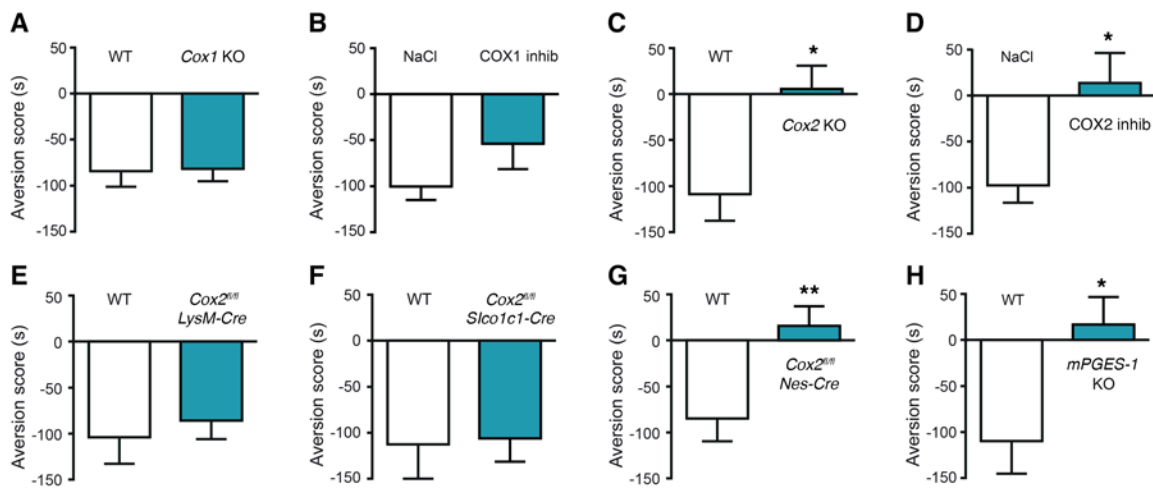 A
Aversion score (s)
50
0
-50
-100
-150
WT
Cox1 KO
B
Aversion score (s)
50
0
-50
-100
-150
NaCl
COX1 inhib
C
Aversion score (s)
50
0
-50
-100
-150
WT
*
Cox2 KO
D
Aversion score (s)
50
0
-50
-100
-150
NaCl
*
COX2 inhib
E
Aversion score (s)
50
0
-50
-100
-150
WT
Cox2fl/fl
LysM-Cre
F
Aversion score (s)
50
0
-50
-100
-150
WT
Cox2fl/fl
Slco1c1-Cre
G
Aversion score (s)
50
0
-50
-100
-150
WT
**
Cox2fl/fl
Nes-Cre
H
Aversion score (s)
50
0
-50
-100
-150
WT
*
mPGES-1
KO